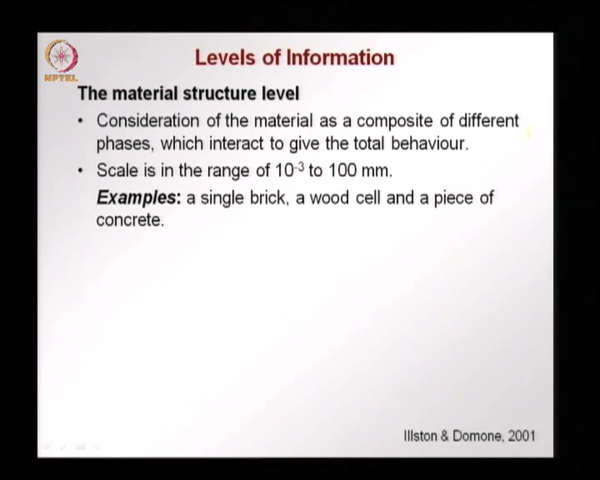 Levels of Information
NPTEL
The material structure level
• Consideration of the material as a composite of different
phases, which interact to give the total behaviour.
• Scale is in the range of 10⁻³ to 100 mm.
Examples: a single brick, a wood cell and a piece of
concrete.
Illston & Domone, 2001